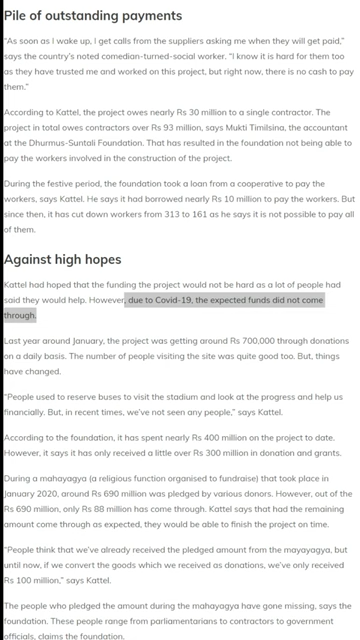 Pile of outstanding payments
“As soon as I wake up, I get calls from the suppliers asking me when they will get paid,”
says the country’s noted comedian-turned-social worker. “I know it is hard for them too
as they have trusted me and worked on this project, but right now, there is no cash to pay
them.”
According to Kattel, the project owes nearly Rs 30 million to a single contractor. The
project in total owes contractors over Rs 93 million, says Mukti Timilsina, the accountant
at the Dhurmus-Suntali Foundation. That has resulted in the foundation not being able to
pay the workers involved in the construction of the project.
During the festive period, the foundation took a loan from a cooperative to pay the
workers, says Kattel. He says it had borrowed nearly Rs 10 million to pay the workers. But
since then, it has cut down workers from 313 to 161 as he says it is not possible to pay all
of them.
Against high hopes
Kattel had hoped that the funding the project would not be hard as a lot of people had
said they would help. However, due to Covid-19, the expected funds did not come
through.
Last year around January, the project was getting around Rs 700,000 through donations
on a daily basis. The number of people visiting the site was quite good too. But, things
have changed.
“People used to reserve buses to visit the stadium and look at the progress and help us
financially. But, in recent times, we’ve not seen any people,” says Kattel.
According to the foundation, it has spent nearly Rs 400 million on the project to date.
However, it says it has only received a little over Rs 300 million in donation and grants.
During a mahayagya (a religious function organised to fundraise) that took place in
January 2020, around Rs 690 million was pledged by various donors. However, out of the
Rs 690 million, only Rs 88 million has come through. Kattel says that had the remaining
amount come through as expected, they would be able to finish the project on time.
“People think that we’ve already received the pledged amount from the mayayagya, but
until now, if we convert the goods which we received as donations, we’ve only received
Rs 100 million,” says Kattel.
The people who pledged the amount during the mahayagya have gone missing, says the
foundation. These people range from parliamentarians to contractors to government
officials, claims the foundation.